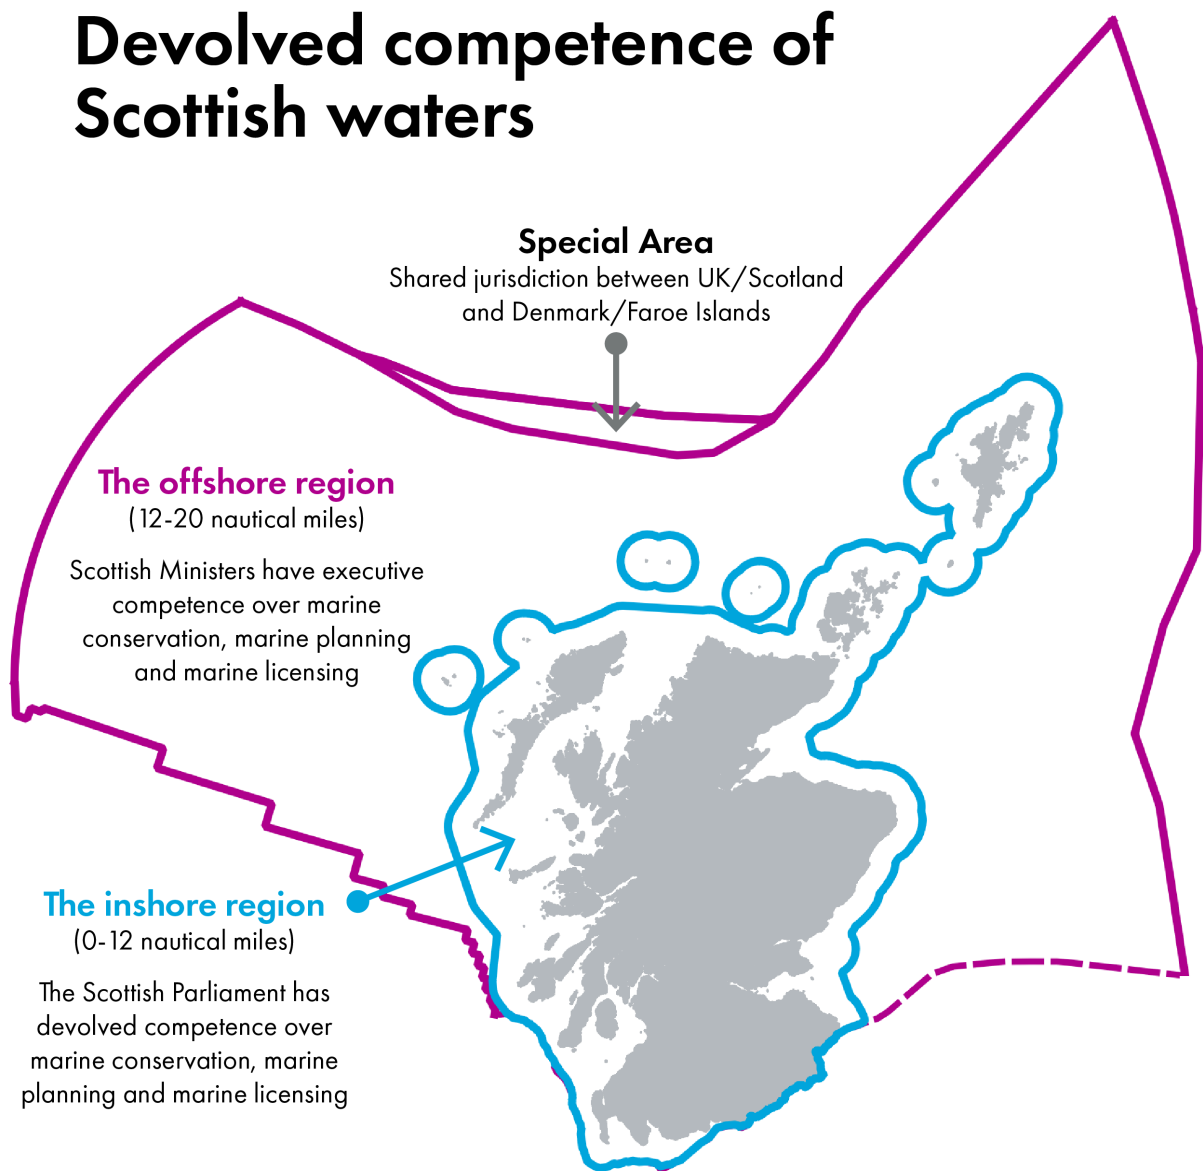 Devolved competence of
Scottish waters
Special Area
Shared jurisdiction between UK/Scotland
and Denmark/Faroe Islands
The offshore region
(12-20 nautical miles)
Scottish Ministers have executive
competence over marine
conservation, marine planning
and marine licensing
The inshore region
(0-12 nautical miles)
The Scottish Parliament has
devolved competence over
marine conservation, marine
planning and marine licensing